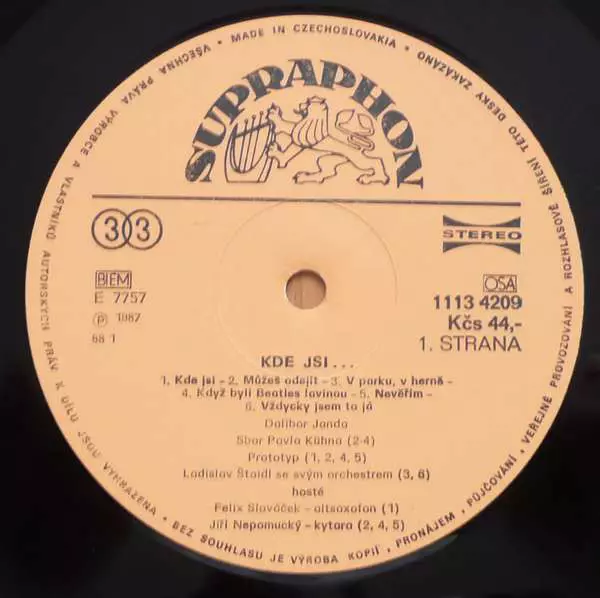 VŠECHNA PRÁVA VÝROBCE A VLASTNÍKŮ AUTORSKÝCH PRÁV K DÍLU JSOU VYHRAZENA • BEZ SOUHLASU JE VÝROBA KOPIÍ, PRONÁJEM, PŮJČOVÁNÍ, VEŘEJNÉ PROVOZOVÁNÍ A ROZHLASOVÉ ŠÍŘENÍ TÉTO DESKY ZAKÁZÁNO • MADE IN CZECHOSLOVAKIA •
SUPRAPHON
33
STEREO
BIEM
OSA
E 7757
1113 4209
Ⓟ 1987
Kčs 44,-
88 1
1. STRANA
KDE JSI...
1. Kde jsi – 2. Můžeš odejít – 3. V parku, v herně –
4. Když byli Beatles lavinou – 5. Nevěřím –
6. Vždycky jsem to já
Dalibor Janda
Sbor Pavla Kühna (2-4)
Prototyp (1, 2, 4, 5)
Ladislav Štaidl se svým orchestrem (3, 6)
hosté
Felix Slováček – altsaxofon (1)
Jiří Nepomucký – kytara (2, 4, 5)